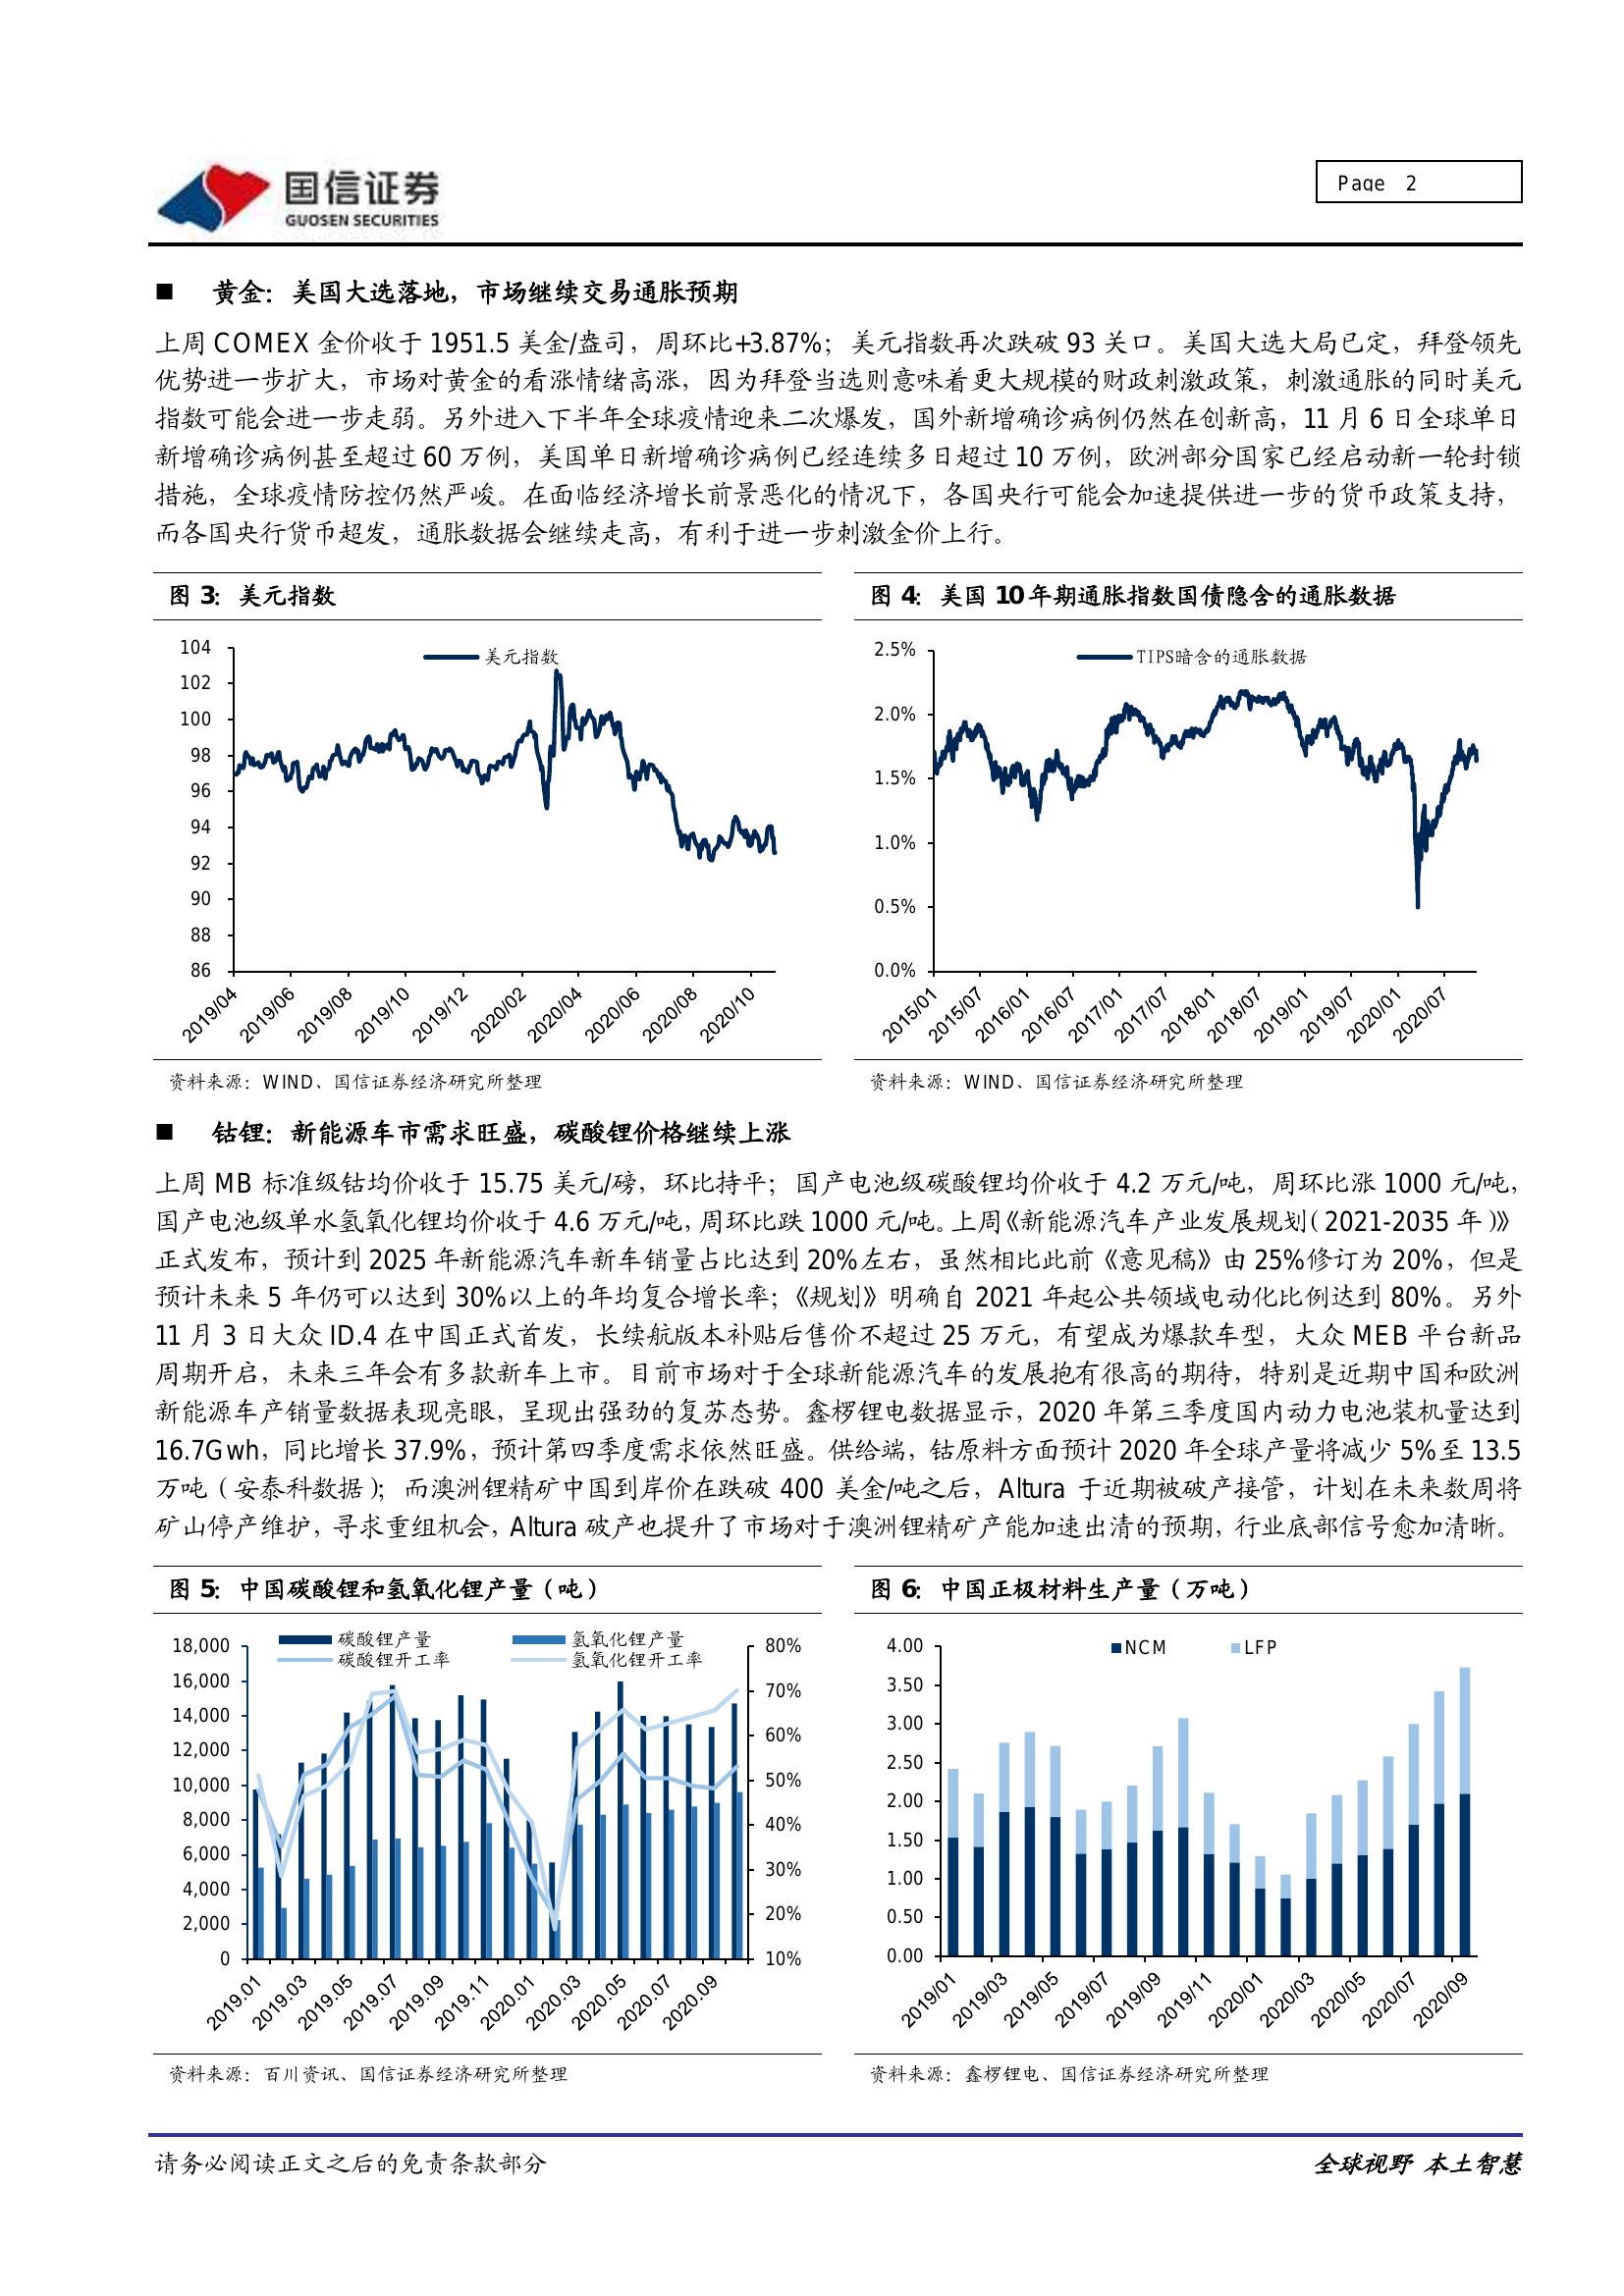 国信证券
GUOSEN SECURITIES
Page 2
■ 黄金：美国大选落地，市场继续交易通胀预期
上周 COMEX 金价收于 1951.5 美金/盎司，周环比+3.87%；美元指数再次跌破 93 关口。美国大选大局已定，拜登领先
优势进一步扩大，市场对黄金的看涨情绪高涨，因为拜登当选则意味着更大规模的财政刺激政策，刺激通胀的同时美元
指数可能会进一步走弱。另外进入下半年全球疫情迎来二次爆发，国外新增确诊病例仍然在创新高，11 月 6 日全球单日
新增确诊病例甚至超过 60 万例，美国单日新增确诊病例已经连续多日超过 10 万例，欧洲部分国家已经启动新一轮封锁
措施，全球疫情防控仍然严峻。在面临经济增长前景恶化的情况下，各国央行可能会加速提供进一步的货币政策支持，
而各国央行货币超发，通胀数据会继续走高，有利于进一步刺激金价上行。
图 3：美元指数
美元指数
104
102
100
98
96
94
92
90
88
86
2019/04 2019/06 2019/08 2019/10 2019/12 2020/02 2020/04 2020/06 2020/08 2020/10
资料来源：WIND、国信证券经济研究所整理
图 4：美国 10 年期通胀指数国债隐含的通胀数据
TIPS暗含的通胀数据
2.5%
2.0%
1.5%
1.0%
0.5%
0.0%
2015/01 2015/07 2016/01 2016/07 2017/01 2017/07 2018/01 2018/07 2019/01 2019/07 2020/01 2020/07
资料来源：WIND、国信证券经济研究所整理
■ 钴锂：新能源车市需求旺盛，碳酸锂价格继续上涨
上周 MB 标准级钴均价收于 15.75 美元/磅，环比持平；国产电池级碳酸锂均价收于 4.2 万元/吨，周环比涨 1000 元/吨，
国产电池级单水氢氧化锂均价收于 4.6 万元/吨，周环比跌 1000 元/吨。上周《新能源汽车产业发展规划（2021-2035 年）》
正式发布，预计到 2025 年新能源汽车新车销量占比达到 20%左右，虽然相比此前《意见稿》由 25%修订为 20%，但是
预计未来 5 年仍可以达到 30%以上的年均复合增长率；《规划》明确自 2021 年起公共领域电动化比例达到 80%。另外
11 月 3 日大众 ID.4 在中国正式首发，长续航版本补贴后售价不超过 25 万元，有望成为爆款车型，大众 MEB 平台新品
周期开启，未来三年会有多款新车上市。目前市场对于全球新能源汽车的发展抱有很高的期待，特别是近期中国和欧洲
新能源车产销量数据表现亮眼，呈现出强劲的复苏态势。鑫椤锂电数据显示，2020 年第三季度国内动力电池装机量达到
16.7Gwh，同比增长 37.9%，预计第四季度需求依然旺盛。供给端，钴原料方面预计 2020 年全球产量将减少 5%至 13.5
万吨（安泰科数据）；而澳洲锂精矿中国到岸价在跌破 400 美金/吨之后，Altura 于近期被破产接管，计划在未来数周将
矿山停产维护，寻求重组机会，Altura 破产也提升了市场对于澳洲锂精矿产能加速出清的预期，行业底部信号愈加清晰。
图 5：中国碳酸锂和氢氧化锂产量（吨）
碳酸锂产量 氢氧化锂产量
碳酸锂开工率 氢氧化锂开工率
18,000
16,000
14,000
12,000
10,000
8,000
6,000
4,000
2,000
0
80%
70%
60%
50%
40%
30%
20%
10%
2019.01 2019.03 2019.05 2019.07 2019.09 2019.11 2020.01 2020.03 2020.05 2020.07 2020.09
资料来源：百川资讯、国信证券经济研究所整理
图 6：中国正极材料生产量（万吨）
NCM LFP
4.00
3.50
3.00
2.50
2.00
1.50
1.00
0.50
0.00
2019/01 2019/03 2019/05 2019/07 2019/09 2019/11 2020/01 2020/03 2020/05 2020/07 2020/09
资料来源：鑫椤锂电、国信证券经济研究所整理
请务必阅读正文之后的免责条款部分
全球视野 本土智慧